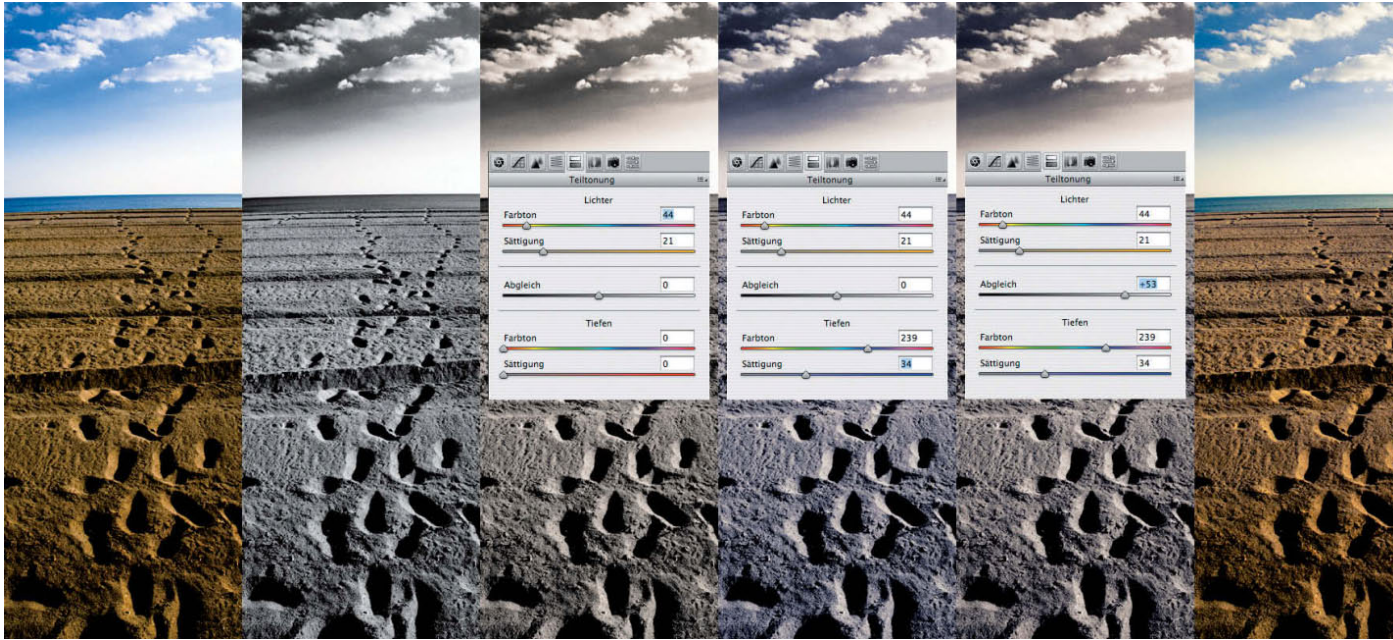 Teiltonung
Lichter
Farbton 44
Sättigung 21
Abgleich 0
Tiefen
Farbton 0
Sättigung 0
Teiltonung
Lichter
Farbton 44
Sättigung 21
Abgleich 0
Tiefen
Farbton 239
Sättigung 34
Teiltonung
Lichter
Farbton 44
Sättigung 21
Abgleich +53
Tiefen
Farbton 239
Sättigung 34